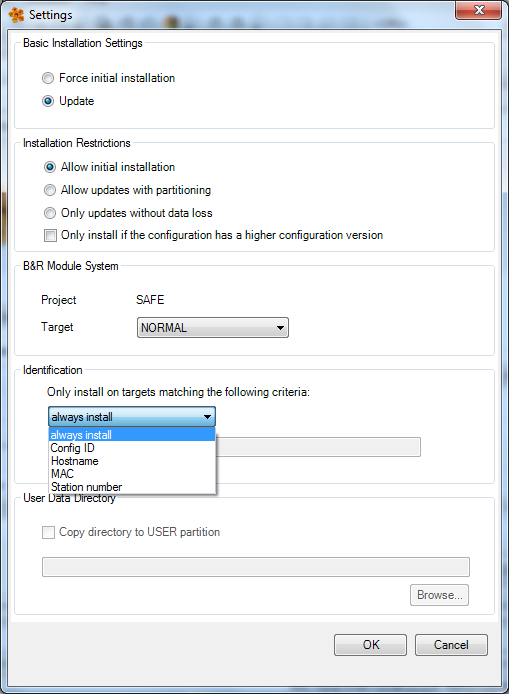 Settings
Basic Installation Settings
Force initial installation
Update
Installation Restrictions
Allow initial installation
Allow updates with partitioning
Only updates without data loss
Only install if the configuration has a higher configuration version
B&R Module System
Project SAFE
Target NORMAL
Identification
Only install on targets matching the following criteria:
always install
always install
Config ID
Hostname
MAC
Station number
User Data Directory
Copy directory to USER partition
Browse...
OK Cancel